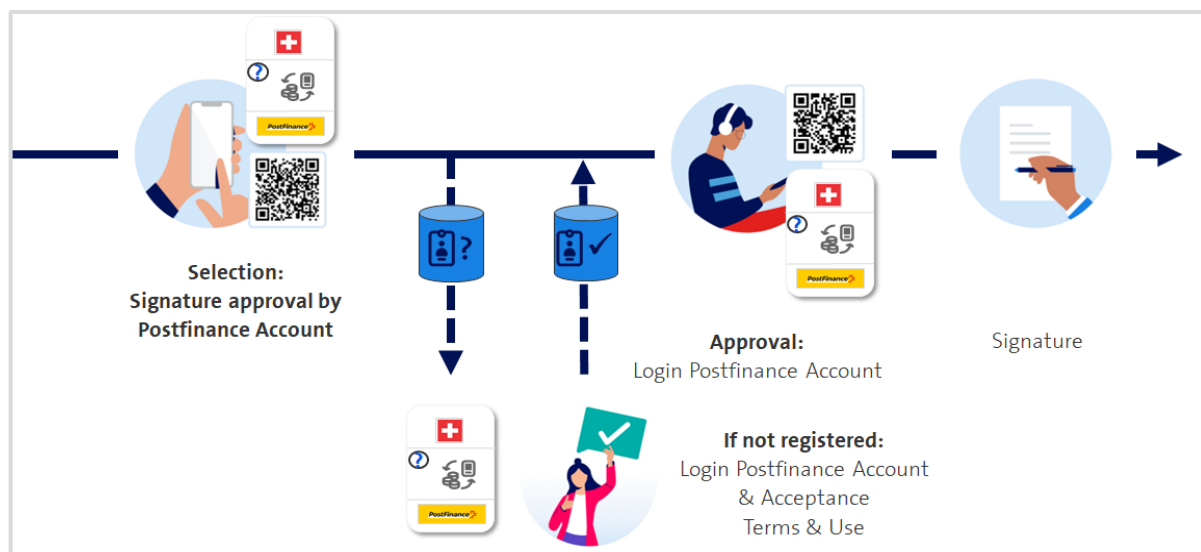 ?
PostFinance
Selection:
Signature approval by
Postfinance Account
?
PostFinance
Approval:
Login Postfinance Account
Signature
?
?
PostFinance
If not registered:
Login Postfinance Account
& Acceptance
Terms & Use